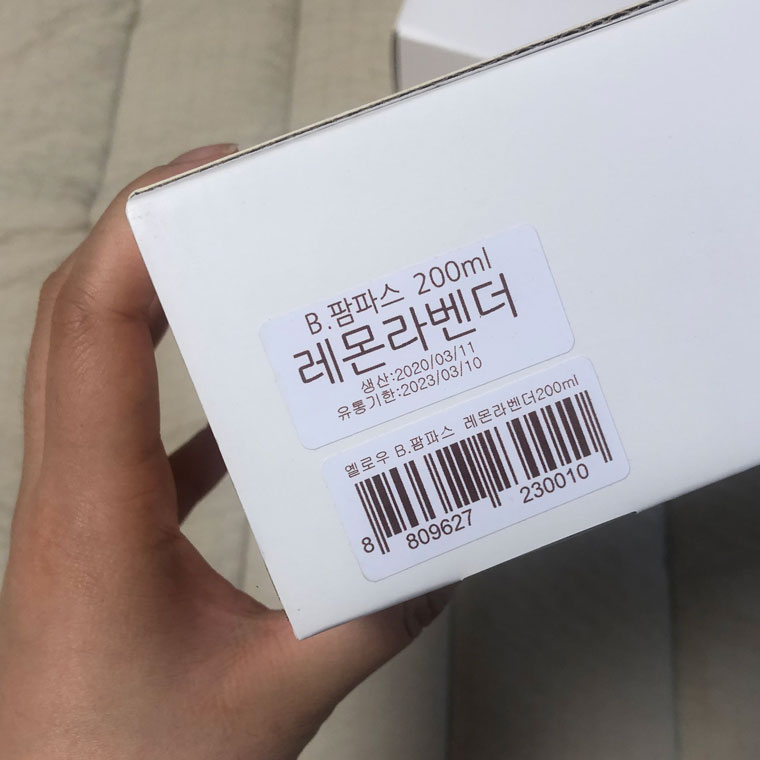 B.팜파스 200ml
레몬라벤더
생산:2020/03/11
유통기한:2023/03/10
옐로우 B.팜파스 레몬라벤더200ml
8 809627 230010